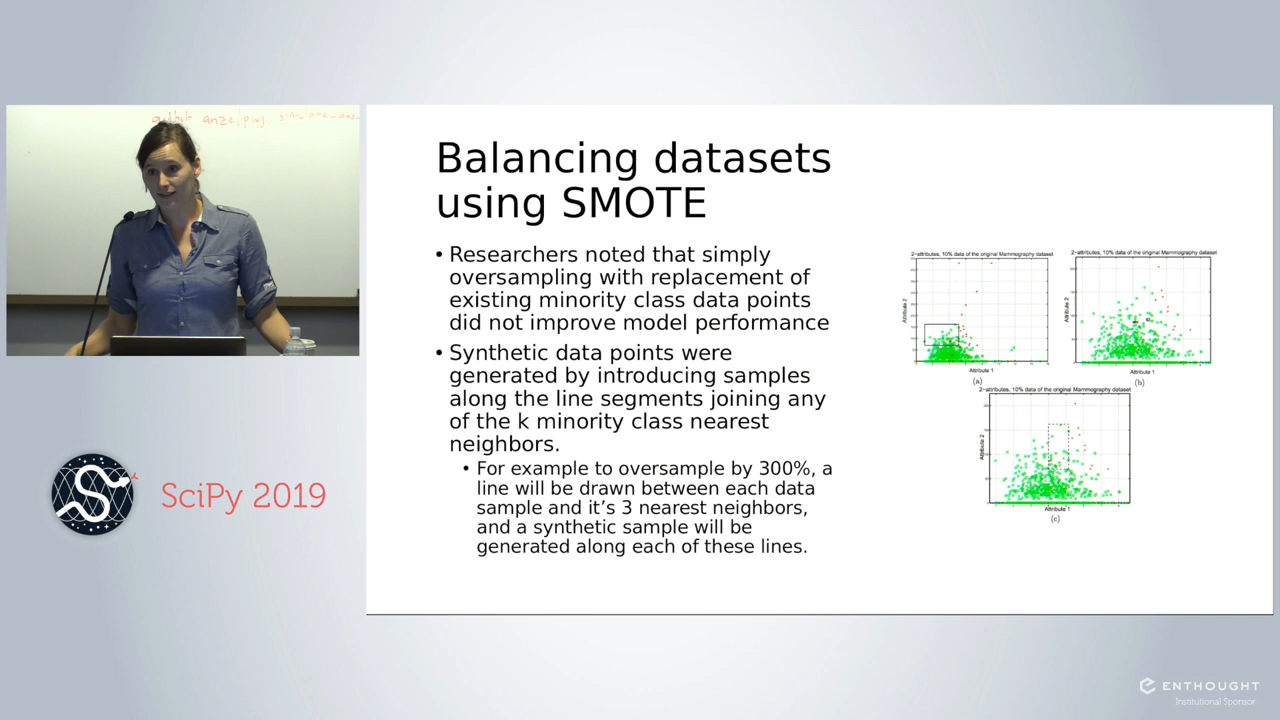 Balancing datasets
using SMOTE
• Researchers noted that simply
oversampling with replacement of
existing minority class data points
did not improve model performance
• Synthetic data points were
generated by introducing samples
along the line segments joining any
of the k minority class nearest
neighbors.
• For example to oversample by 300%, a
line will be drawn between each data
sample and it's 3 nearest neighbors,
and a synthetic sample will be
generated along each of these lines.
2-attributes, 10% data of the original Mammography dataset
Attribute 2
Attribute 1
(a)
2-attributes, 10% data of the original Mammography dataset
Attribute 2
Attribute 1
(b)
2-attributes, 10% data of the original Mammography dataset
Attribute 2
Attribute 1
(c)
SciPy 2019
ENTHOUGHT
Institutional Sponsor